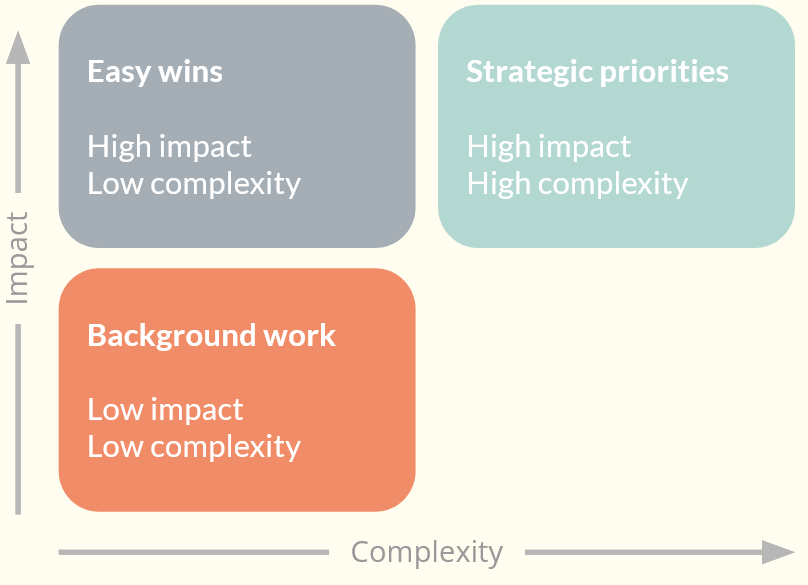 Easy wins
High impact
Low complexity
Strategic priorities
High impact
High complexity
Impact
Background work
Low impact
Low complexity
Complexity